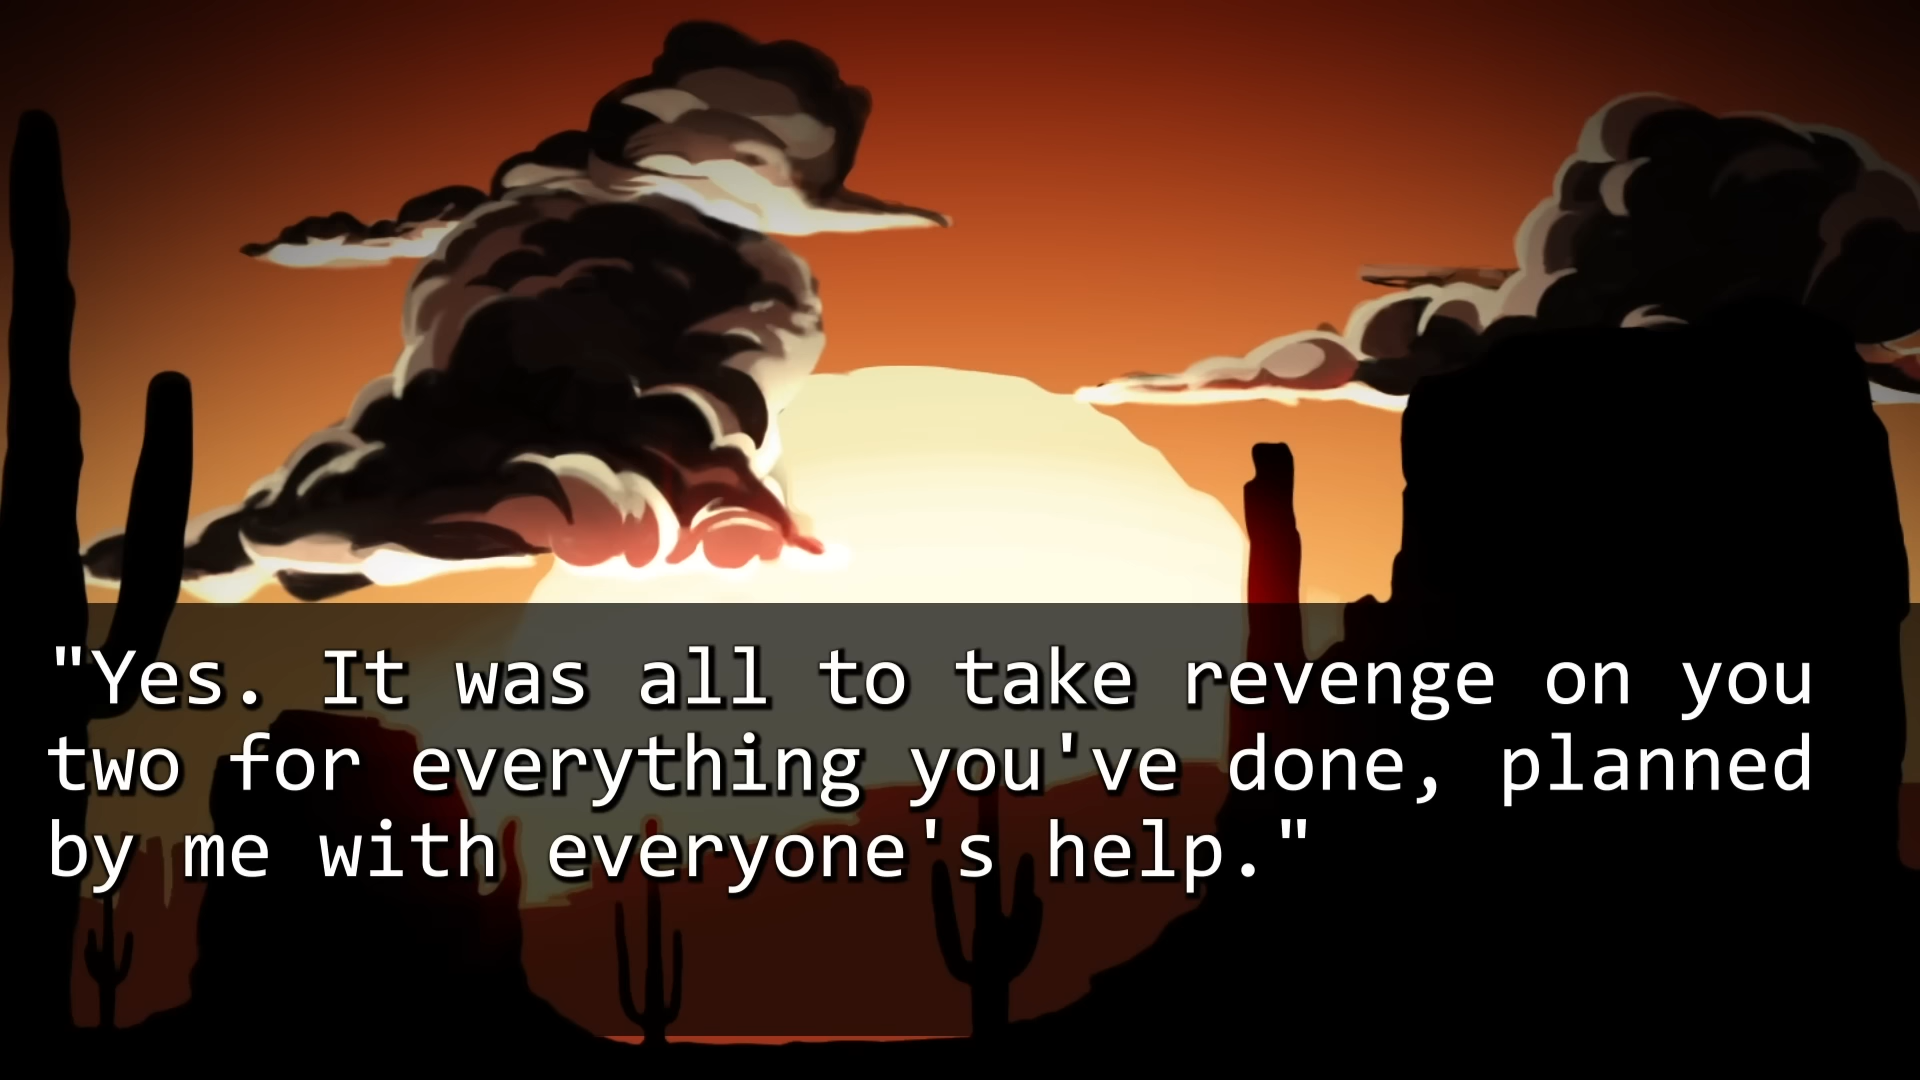 "Yes. It was all to take revenge on you
two for everything you've done, planned
by me with everyone's help."